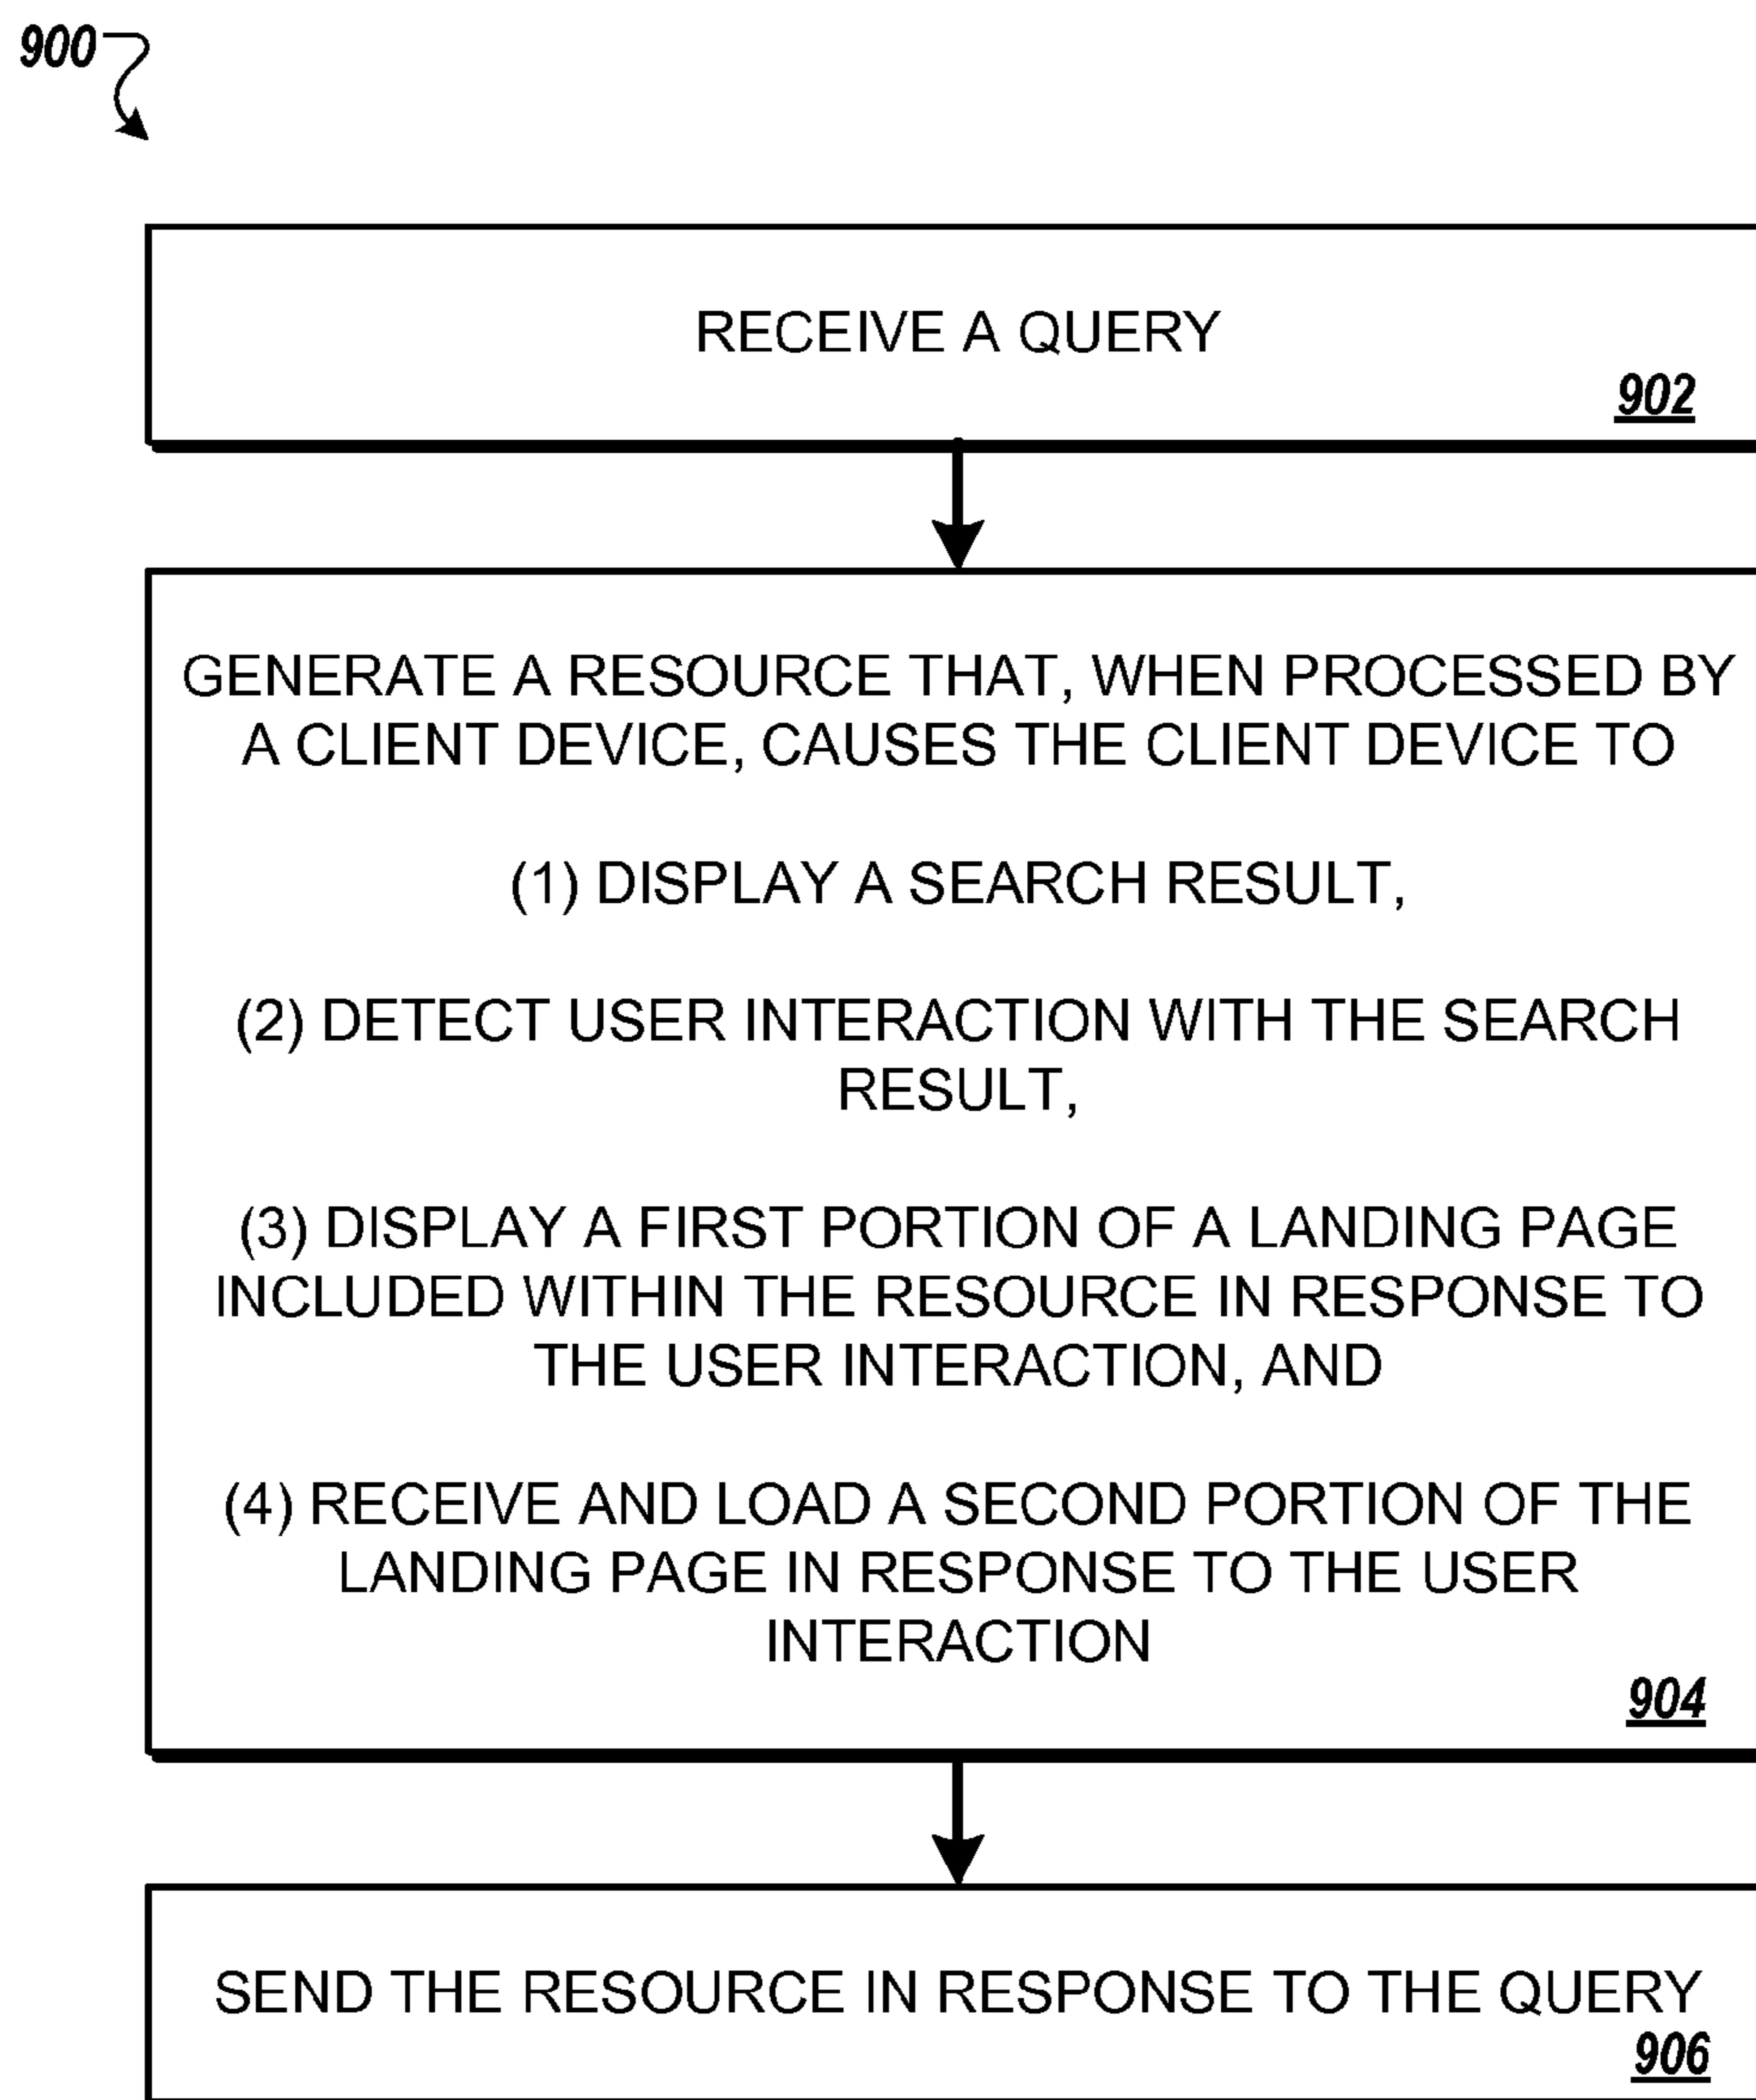 900
RECEIVE A QUERY
902
GENERATE A RESOURCE THAT, WHEN PROCESSED BY
A CLIENT DEVICE, CAUSES THE CLIENT DEVICE TO
(1) DISPLAY A SEARCH RESULT,
(2) DETECT USER INTERACTION WITH THE SEARCH
RESULT,
(3) DISPLAY A FIRST PORTION OF A LANDING PAGE
INCLUDED WITHIN THE RESOURCE IN RESPONSE TO
THE USER INTERACTION, AND
(4) RECEIVE AND LOAD A SECOND PORTION OF THE
LANDING PAGE IN RESPONSE TO THE USER
INTERACTION
904
SEND THE RESOURCE IN RESPONSE TO THE QUERY
906